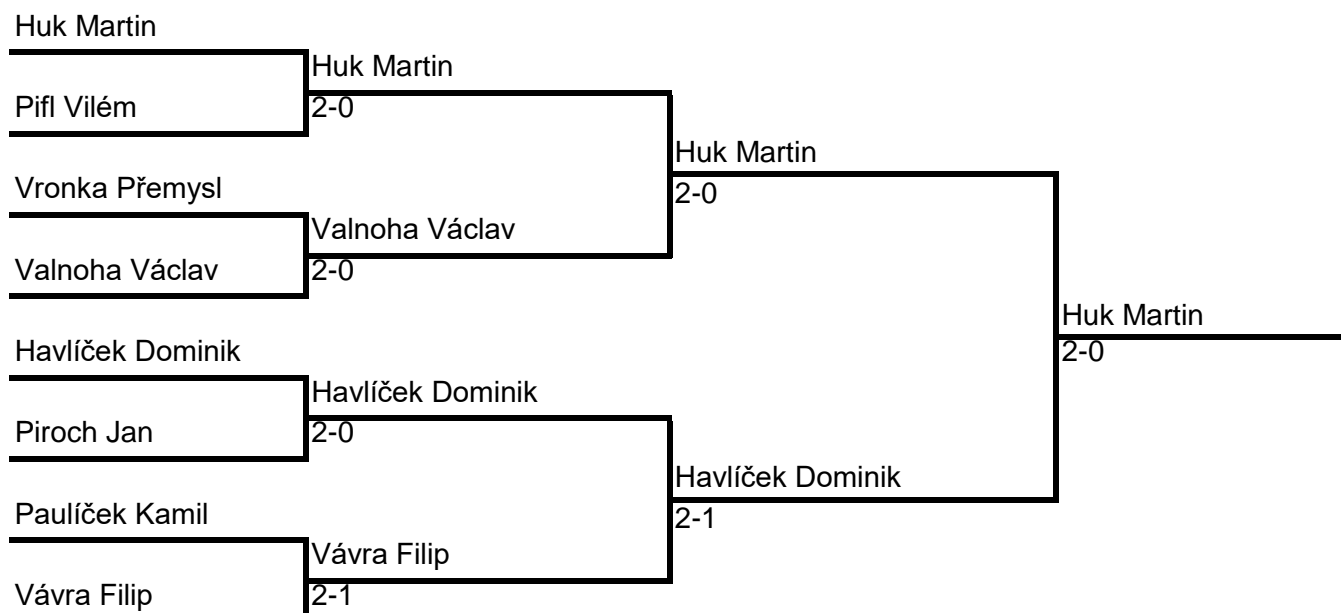 Huk Martin
Huk Martin
Pifl Vilém
2-0
Huk Martin
Vronka Přemysl
2-0
Valnoha Václav
Valnoha Václav
2-0
Huk Martin
Havlíček Dominik
2-0
Havlíček Dominik
Piroch Jan
2-0
Havlíček Dominik
Paulíček Kamil
2-1
Vávra Filip
Vávra Filip
2-1